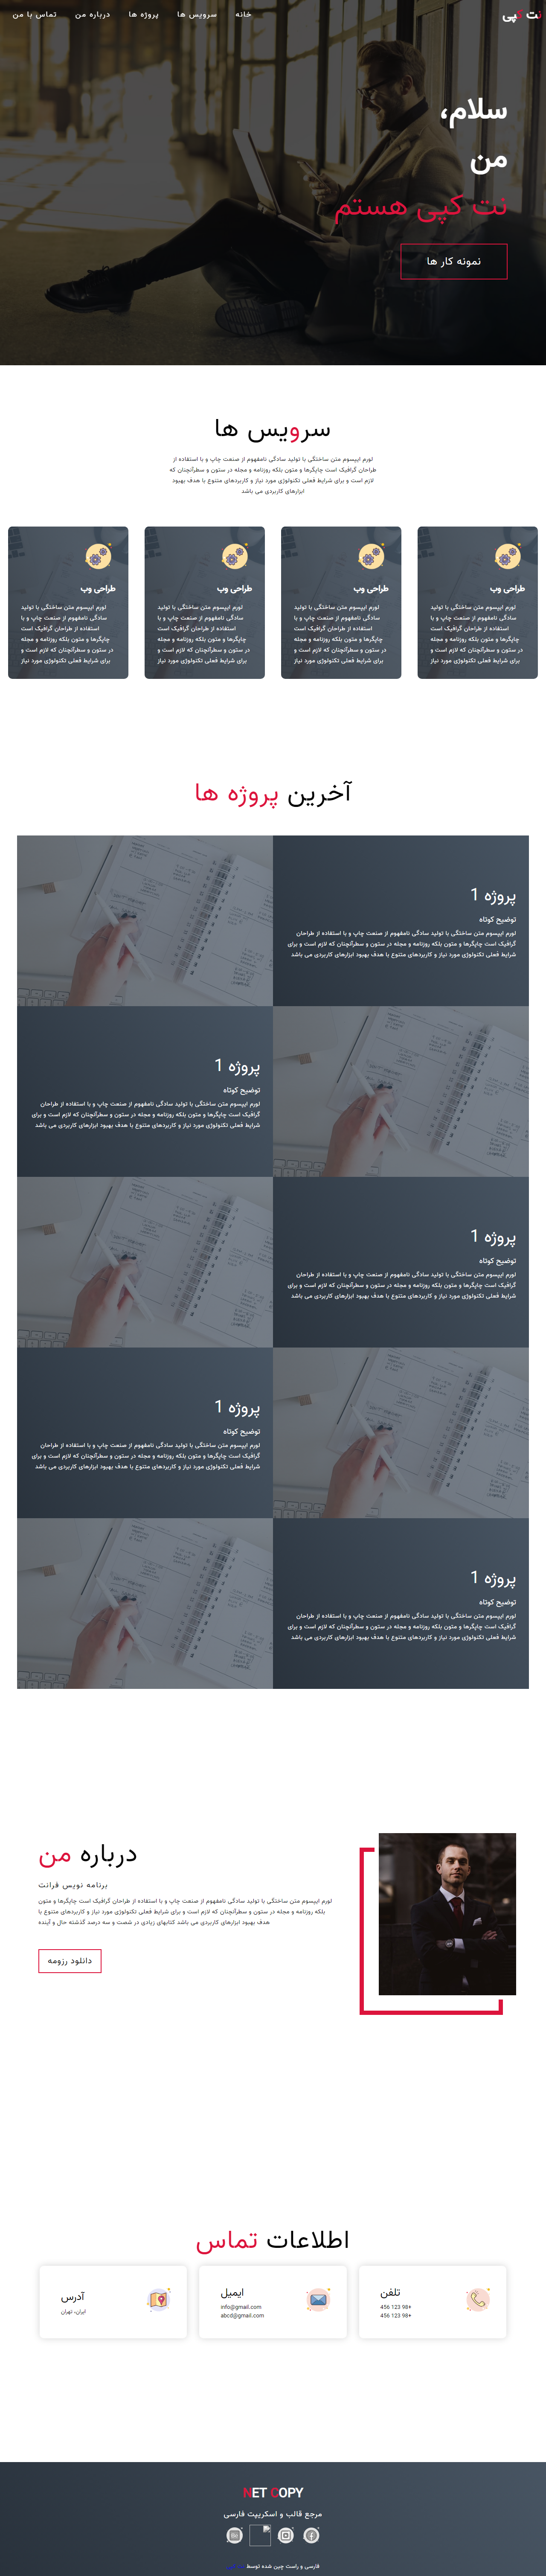 نت کپی
خانه
سرویس ها
پروژه ها
درباره من
تماس با من
سلام،
من
نت کپی هستم
نمونه کار ها
سرویس ها
لورم ایپسوم متن ساختگی با تولید سادگی نامفهوم از صنعت چاپ و با استفاده از
طراحان گرافیک است چاپگرها و متون بلکه روزنامه و مجله در ستون و سطرآنچنان که
لازم است و برای شرایط فعلی تکنولوژی مورد نیاز و کاربردهای متنوع با هدف بهبود
ابزارهای کاربردی می باشد
طراحی وب
لورم ایپسوم متن ساختگی با تولید
سادگی نامفهوم از صنعت چاپ و با
استفاده از طراحان گرافیک است
چاپگرها و متون بلکه روزنامه و مجله
در ستون و سطرآنچنان که لازم است و
برای شرایط فعلی تکنولوژی مورد نیاز
طراحی وب
لورم ایپسوم متن ساختگی با تولید
سادگی نامفهوم از صنعت چاپ و با
استفاده از طراحان گرافیک است
چاپگرها و متون بلکه روزنامه و مجله
در ستون و سطرآنچنان که لازم است و
برای شرایط فعلی تکنولوژی مورد نیاز
طراحی وب
لورم ایپسوم متن ساختگی با تولید
سادگی نامفهوم از صنعت چاپ و با
استفاده از طراحان گرافیک است
چاپگرها و متون بلکه روزنامه و مجله
در ستون و سطرآنچنان که لازم است و
برای شرایط فعلی تکنولوژی مورد نیاز
طراحی وب
لورم ایپسوم متن ساختگی با تولید
سادگی نامفهوم از صنعت چاپ و با
استفاده از طراحان گرافیک است
چاپگرها و متون بلکه روزنامه و مجله
در ستون و سطرآنچنان که لازم است و
برای شرایط فعلی تکنولوژی مورد نیاز
آخرین پروژه ها
پروژه 1
توضیح کوتاه
لورم ایپسوم متن ساختگی با تولید سادگی نامفهوم از صنعت چاپ و با استفاده از طراحان
گرافیک است چاپگرها و متون بلکه روزنامه و مجله در ستون و سطرآنچنان که لازم است و برای
شرایط فعلی تکنولوژی مورد نیاز و کاربردهای متنوع با هدف بهبود ابزارهای کاربردی می باشد
پروژه 1
توضیح کوتاه
لورم ایپسوم متن ساختگی با تولید سادگی نامفهوم از صنعت چاپ و با استفاده از طراحان
گرافیک است چاپگرها و متون بلکه روزنامه و مجله در ستون و سطرآنچنان که لازم است و برای
شرایط فعلی تکنولوژی مورد نیاز و کاربردهای متنوع با هدف بهبود ابزارهای کاربردی می باشد
پروژه 1
توضیح کوتاه
لورم ایپسوم متن ساختگی با تولید سادگی نامفهوم از صنعت چاپ و با استفاده از طراحان
گرافیک است چاپگرها و متون بلکه روزنامه و مجله در ستون و سطرآنچنان که لازم است و برای
شرایط فعلی تکنولوژی مورد نیاز و کاربردهای متنوع با هدف بهبود ابزارهای کاربردی می باشد
پروژه 1
توضیح کوتاه
لورم ایپسوم متن ساختگی با تولید سادگی نامفهوم از صنعت چاپ و با استفاده از طراحان
گرافیک است چاپگرها و متون بلکه روزنامه و مجله در ستون و سطرآنچنان که لازم است و برای
شرایط فعلی تکنولوژی مورد نیاز و کاربردهای متنوع با هدف بهبود ابزارهای کاربردی می باشد
پروژه 1
توضیح کوتاه
لورم ایپسوم متن ساختگی با تولید سادگی نامفهوم از صنعت چاپ و با استفاده از طراحان
گرافیک است چاپگرها و متون بلکه روزنامه و مجله در ستون و سطرآنچنان که لازم است و برای
شرایط فعلی تکنولوژی مورد نیاز و کاربردهای متنوع با هدف بهبود ابزارهای کاربردی می باشد
درباره من
برنامه نویس فرانت
لورم ایپسوم متن ساختگی با تولید سادگی نامفهوم از صنعت چاپ و با استفاده از طراحان گرافیک است چاپگرها و متون
بلکه روزنامه و مجله در ستون و سطرآنچنان که لازم است و برای شرایط فعلی تکنولوژی مورد نیاز و کاربردهای متنوع با
هدف بهبود ابزارهای کاربردی می باشد کتابهای زیادی در شصت و سه درصد گذشته حال و آینده
دانلود رزومه
اطلاعات تماس
تلفن
+98 123 456
+98 123 456
ایمیل
info@gmail.com
abcd@gmail.com
آدرس
ایران، تهران
NET COPY
مرجع قالب و اسکریپت فارسی
فارسی و راست چین شده توسط